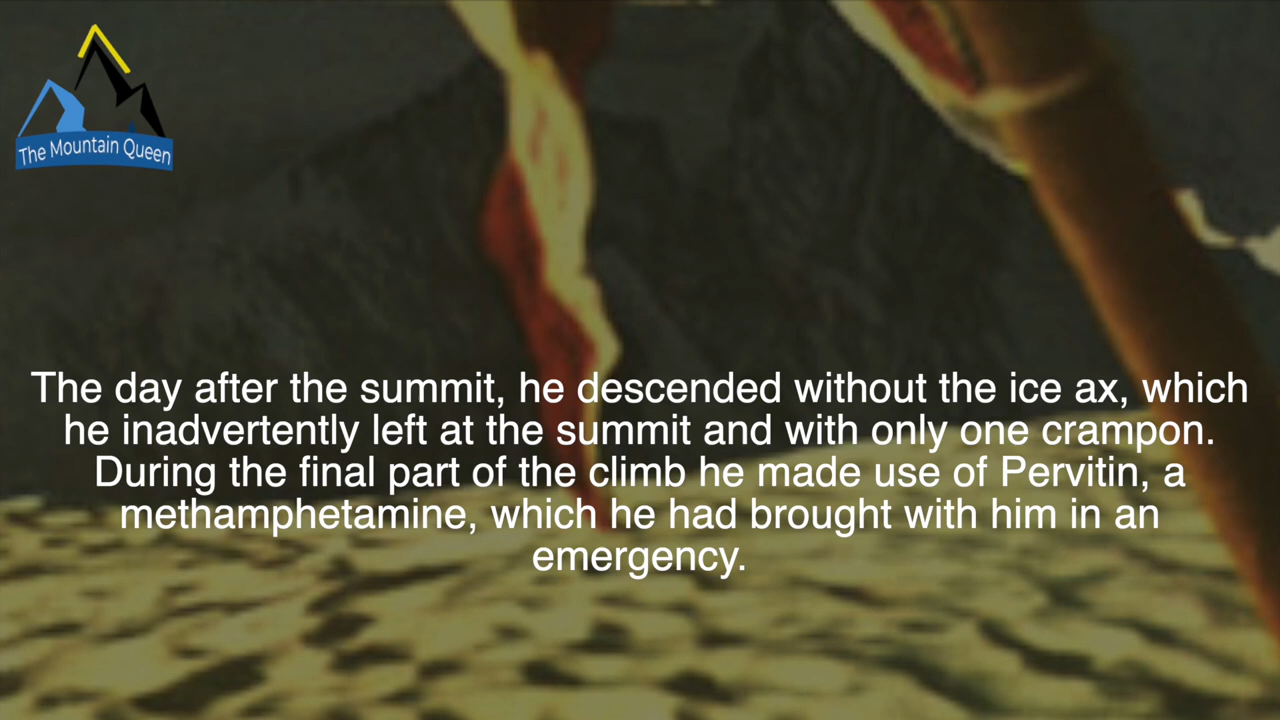 The Mountain Queen
The day after the summit, he descended without the ice ax, which
he inadvertently left at the summit and with only one crampon.
During the final part of the climb he made use of Pervitin, a
methamphetamine, which he had brought with him in an
emergency.